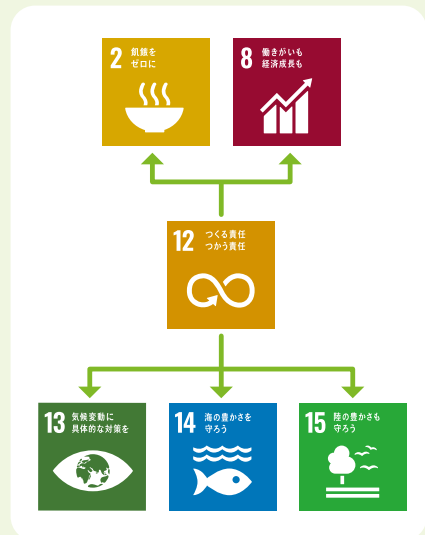 2 飢餓を
ゼロに
8 働きがいも
経済成長も
12 つくる責任
つかう責任
13 気候変動に
具体的な対策を
14 海の豊かさを
守ろう
15 陸の豊かさも
守ろう